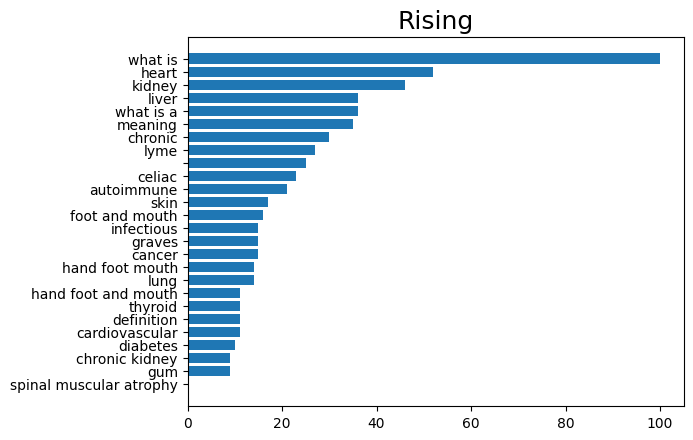 Rising
what is
heart
kidney
liver
what is a
meaning
chronic
lyme
celiac
autoimmune
skin
foot and mouth
infectious
graves
cancer
hand foot mouth
lung
hand foot and mouth
thyroid
definition
cardiovascular
diabetes
chronic kidney
gum
spinal muscular atrophy
0 20 40 60 80 100